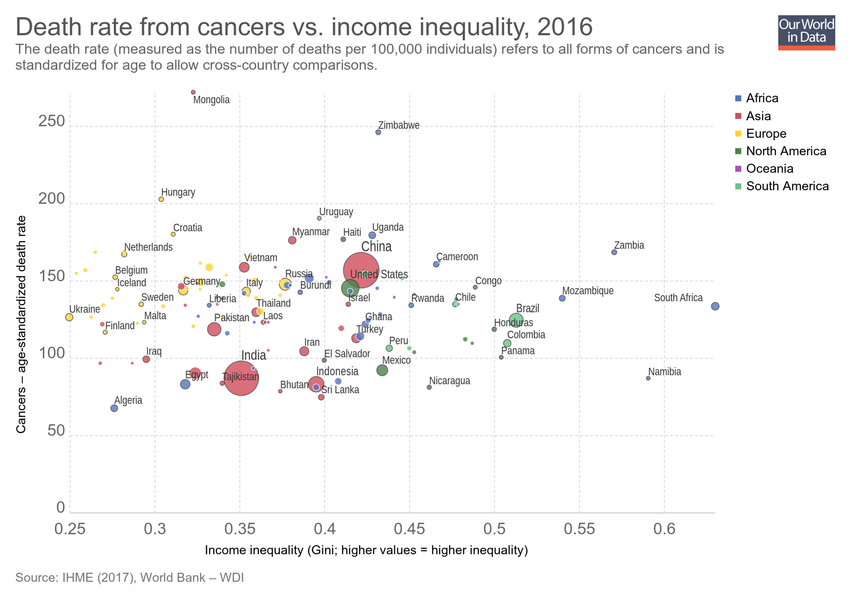 Death rate from cancers vs. income inequality, 2016
Our World
in Data
The death rate (measured as the number of deaths per 100,000 individuals) refers to all forms of cancers and is
standardized for age to allow cross-country comparisons.
Africa
Asia
Europe
North America
Oceania
South America
Cancers – age-standardized death rate
250
200
150
100
50
0
Mongolia
Zimbabwe
Hungary
Uruguay
Croatia
Myanmar
Haiti
Uganda
Netherlands
China
Zambia
Vietnam
Cameroon
Belgium
Russia
United States
Iceland
Germany
Italy
Burundi
Congo
Sweden
Liberia
Israel
Rwanda
Chile
Mozambique
South Africa
Ukraine
Malta
Pakistan
Thailand
Laos
Ghana
Brazil
Finland
Turkey
Honduras
Iraq
Iran
Peru
Colombia
India
El Salvador
Mexico
Panama
Egypt
Tajikistan
Bhutan
Indonesia
Sri Lanka
Nicaragua
Namibia
Algeria
0.25
0.3
0.35
0.4
0.45
0.5
0.55
0.6
Income inequality (Gini; higher values = higher inequality)
Source: IHME (2017), World Bank – WDI